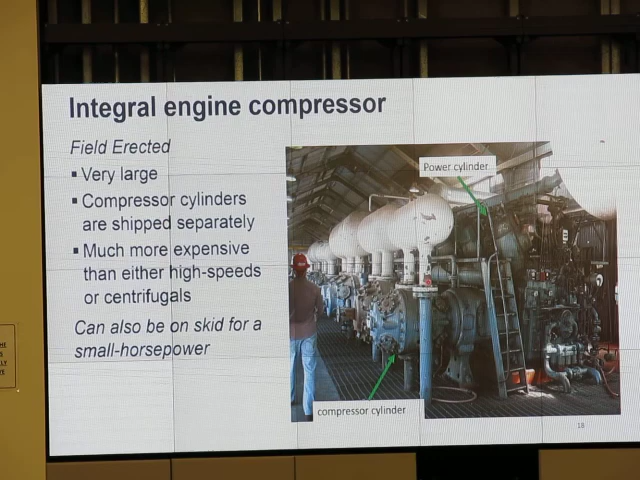 Integral engine compressor
Field Erected
▪ Very large
▪ Compressor cylinders
are shipped separately
▪ Much more expensive
than either high-speeds
or centrifugals
Can also be on skid for a
small-horsepower
Power cylinder
compressor cylinder
18